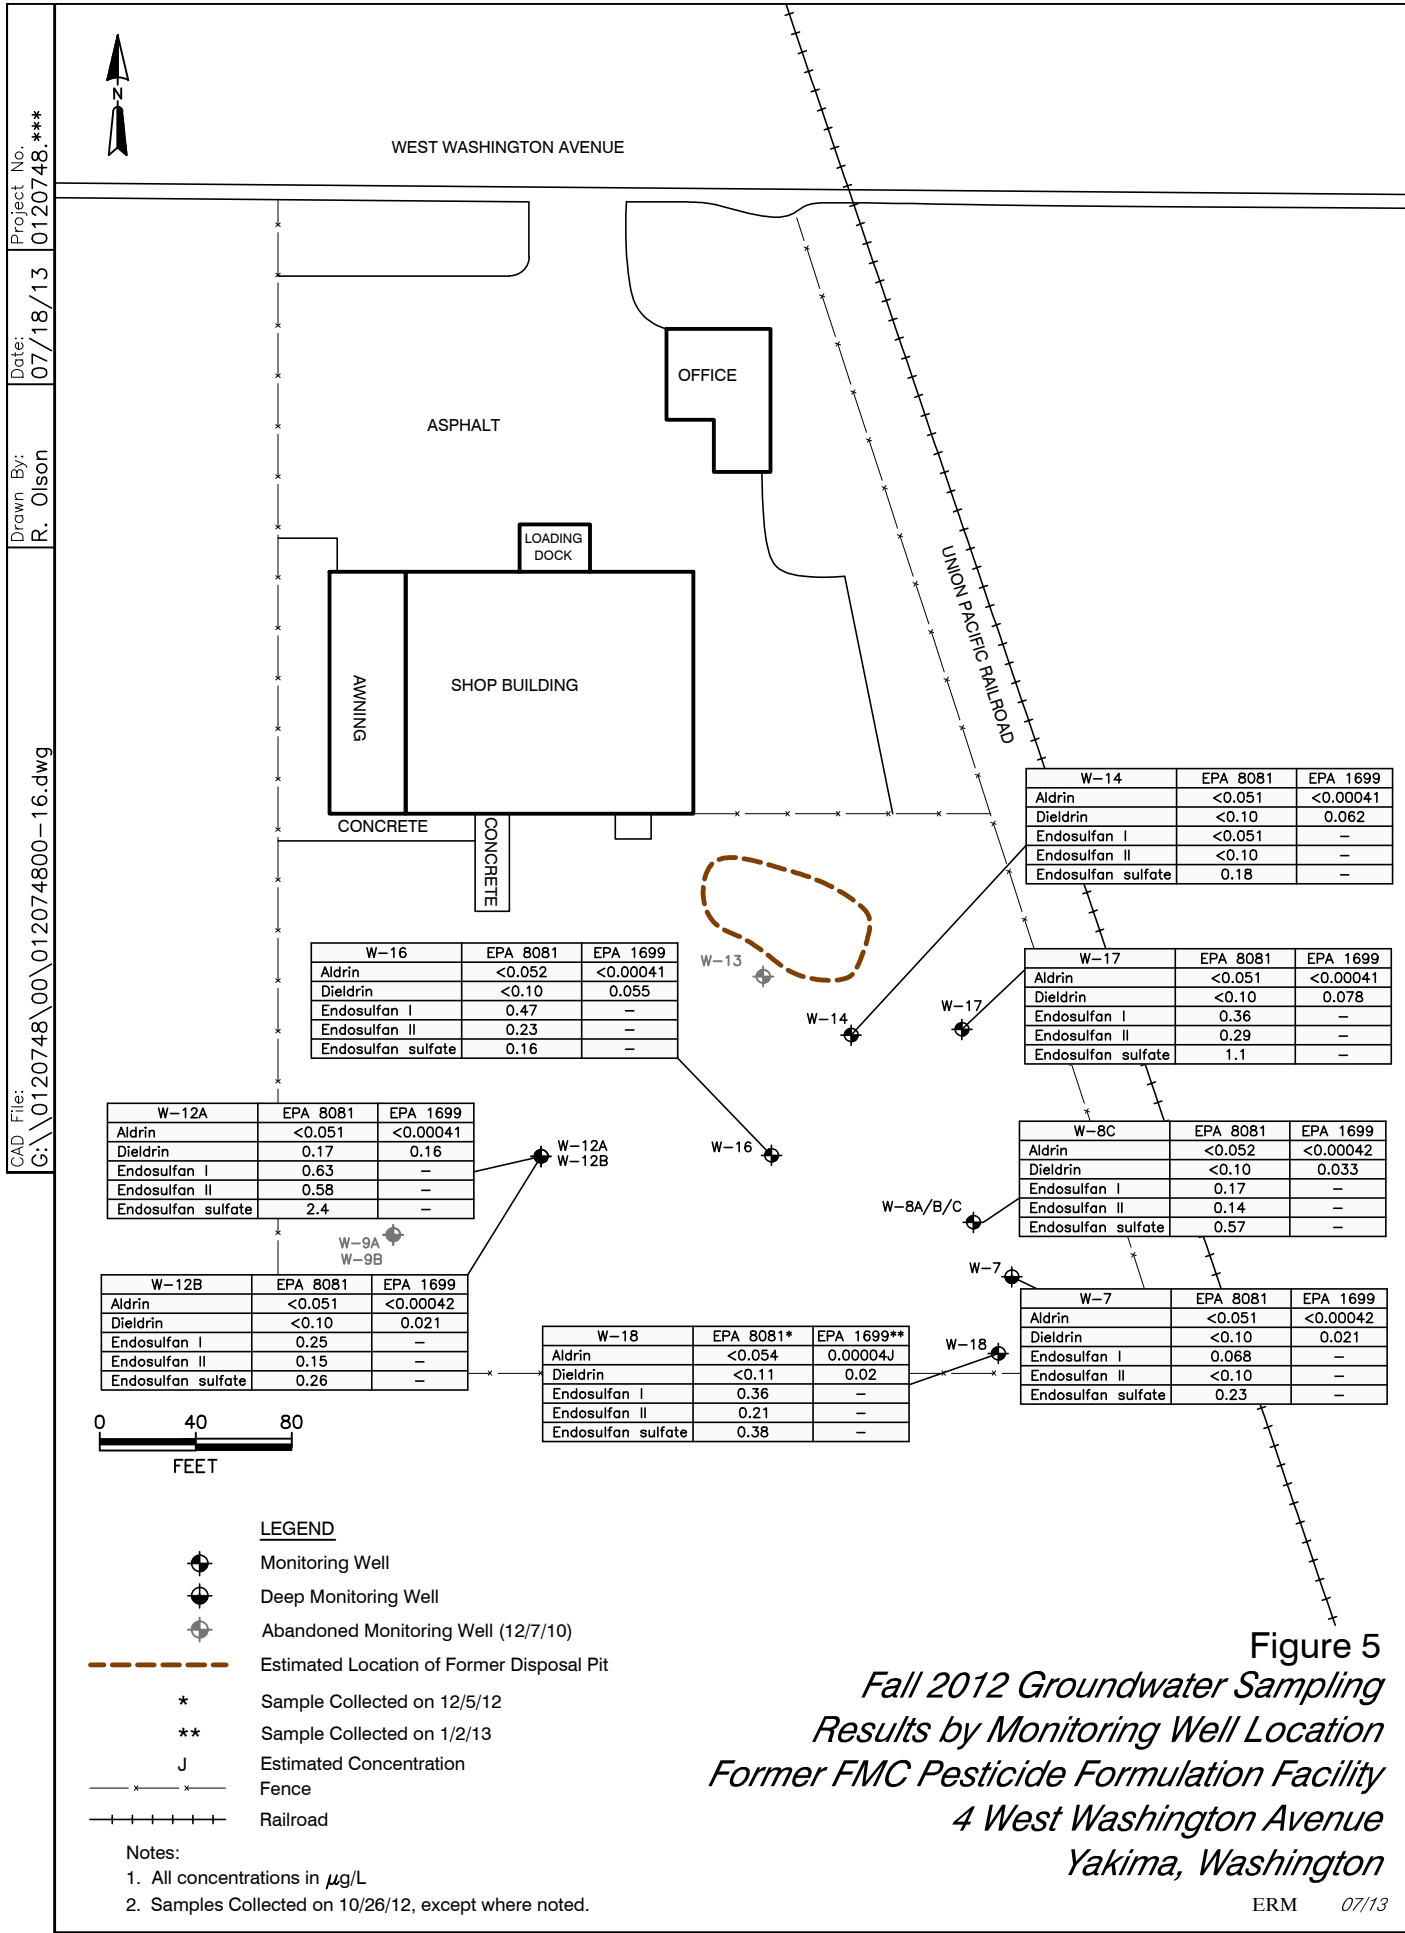 Project No.
0120748.***
Date:
07/18/13
Drawn By:
R. Olson
CAD File:
G:\\0120748\00\012074800-16.dwg
N
WEST WASHINGTON AVENUE
OFFICE
ASPHALT
LOADING
DOCK
AWNING
SHOP BUILDING
CONCRETE
CONCRETE
UNION PACIFIC RAILROAD
W-14 EPA 8081 EPA 1699
Aldrin <0.051 <0.00041
Dieldrin <0.10 0.062
Endosulfan I <0.051 –
Endosulfan II <0.10 –
Endosulfan sulfate 0.18 –
W-16 EPA 8081 EPA 1699
Aldrin <0.052 <0.00041
Dieldrin <0.10 0.055
Endosulfan I 0.47 –
Endosulfan II 0.23 –
Endosulfan sulfate 0.16 –
W-13
W-14
W-17
W-17 EPA 8081 EPA 1699
Aldrin <0.051 <0.00041
Dieldrin <0.10 0.078
Endosulfan I 0.36 –
Endosulfan II 0.29 –
Endosulfan sulfate 1.1 –
W-12A EPA 8081 EPA 1699
Aldrin <0.051 <0.00041
Dieldrin 0.17 0.16
Endosulfan I 0.63 –
Endosulfan II 0.58 –
Endosulfan sulfate 2.4 –
W-12A
W-12B
W-16
W-8A/B/C
W-8C EPA 8081 EPA 1699
Aldrin <0.052 <0.00042
Dieldrin <0.10 0.033
Endosulfan I 0.17 –
Endosulfan II 0.14 –
Endosulfan sulfate 0.57 –
W-9A
W-9B
W-7
W-12B EPA 8081 EPA 1699
Aldrin <0.051 <0.00042
Dieldrin <0.10 0.021
Endosulfan I 0.25 –
Endosulfan II 0.15 –
Endosulfan sulfate 0.26 –
W-18 EPA 8081* EPA 1699**
Aldrin <0.054 0.00004J
Dieldrin <0.11 0.02
Endosulfan I 0.36 –
Endosulfan II 0.21 –
Endosulfan sulfate 0.38 –
W-18
W-7 EPA 8081 EPA 1699
Aldrin <0.051 <0.00042
Dieldrin <0.10 0.021
Endosulfan I 0.068 –
Endosulfan II <0.10 –
Endosulfan sulfate 0.23 –
0 40 80
FEET
LEGEND
Monitoring Well
Deep Monitoring Well
Abandoned Monitoring Well (12/7/10)
Estimated Location of Former Disposal Pit
* Sample Collected on 12/5/12
** Sample Collected on 1/2/13
J Estimated Concentration
Fence
Railroad
Notes:
1. All concentrations in µg/L
2. Samples Collected on 10/26/12, except where noted.
Figure 5
Fall 2012 Groundwater Sampling
Results by Monitoring Well Location
Former FMC Pesticide Formulation Facility
4 West Washington Avenue
Yakima, Washington
ERM 07/13